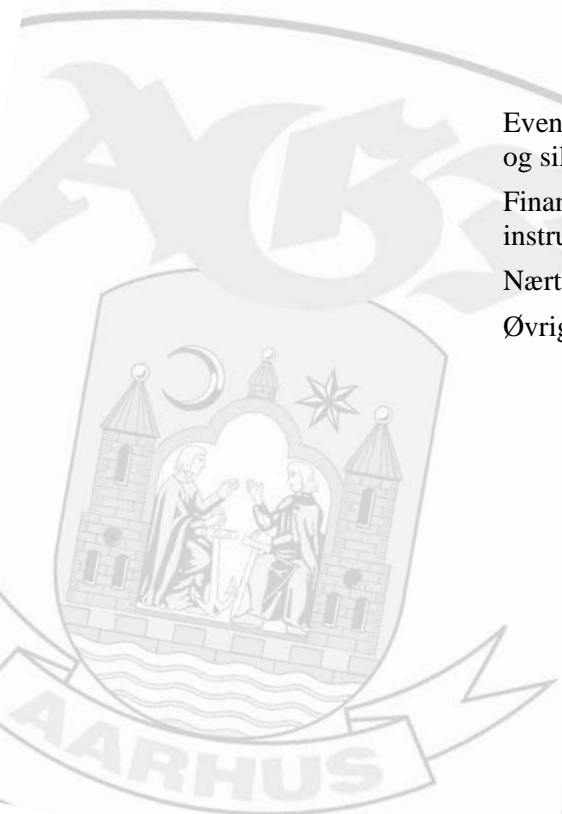 AGF
Even
og sil
Finan
instru
Nært
Øvrig
AARHUS